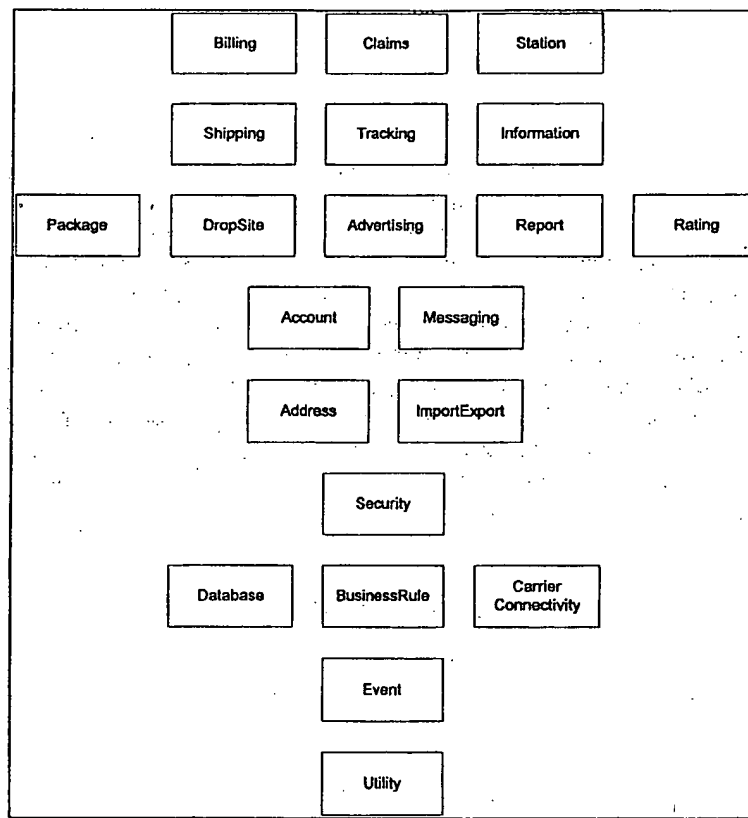 Billing
Claims
Station
Shipping
Tracking
Information
Package
DropSite
Advertising
Report
Rating
Account
Messaging
Address
ImportExport
Security
Database
BusinessRule
Carrier
Connectivity
Event
Utility